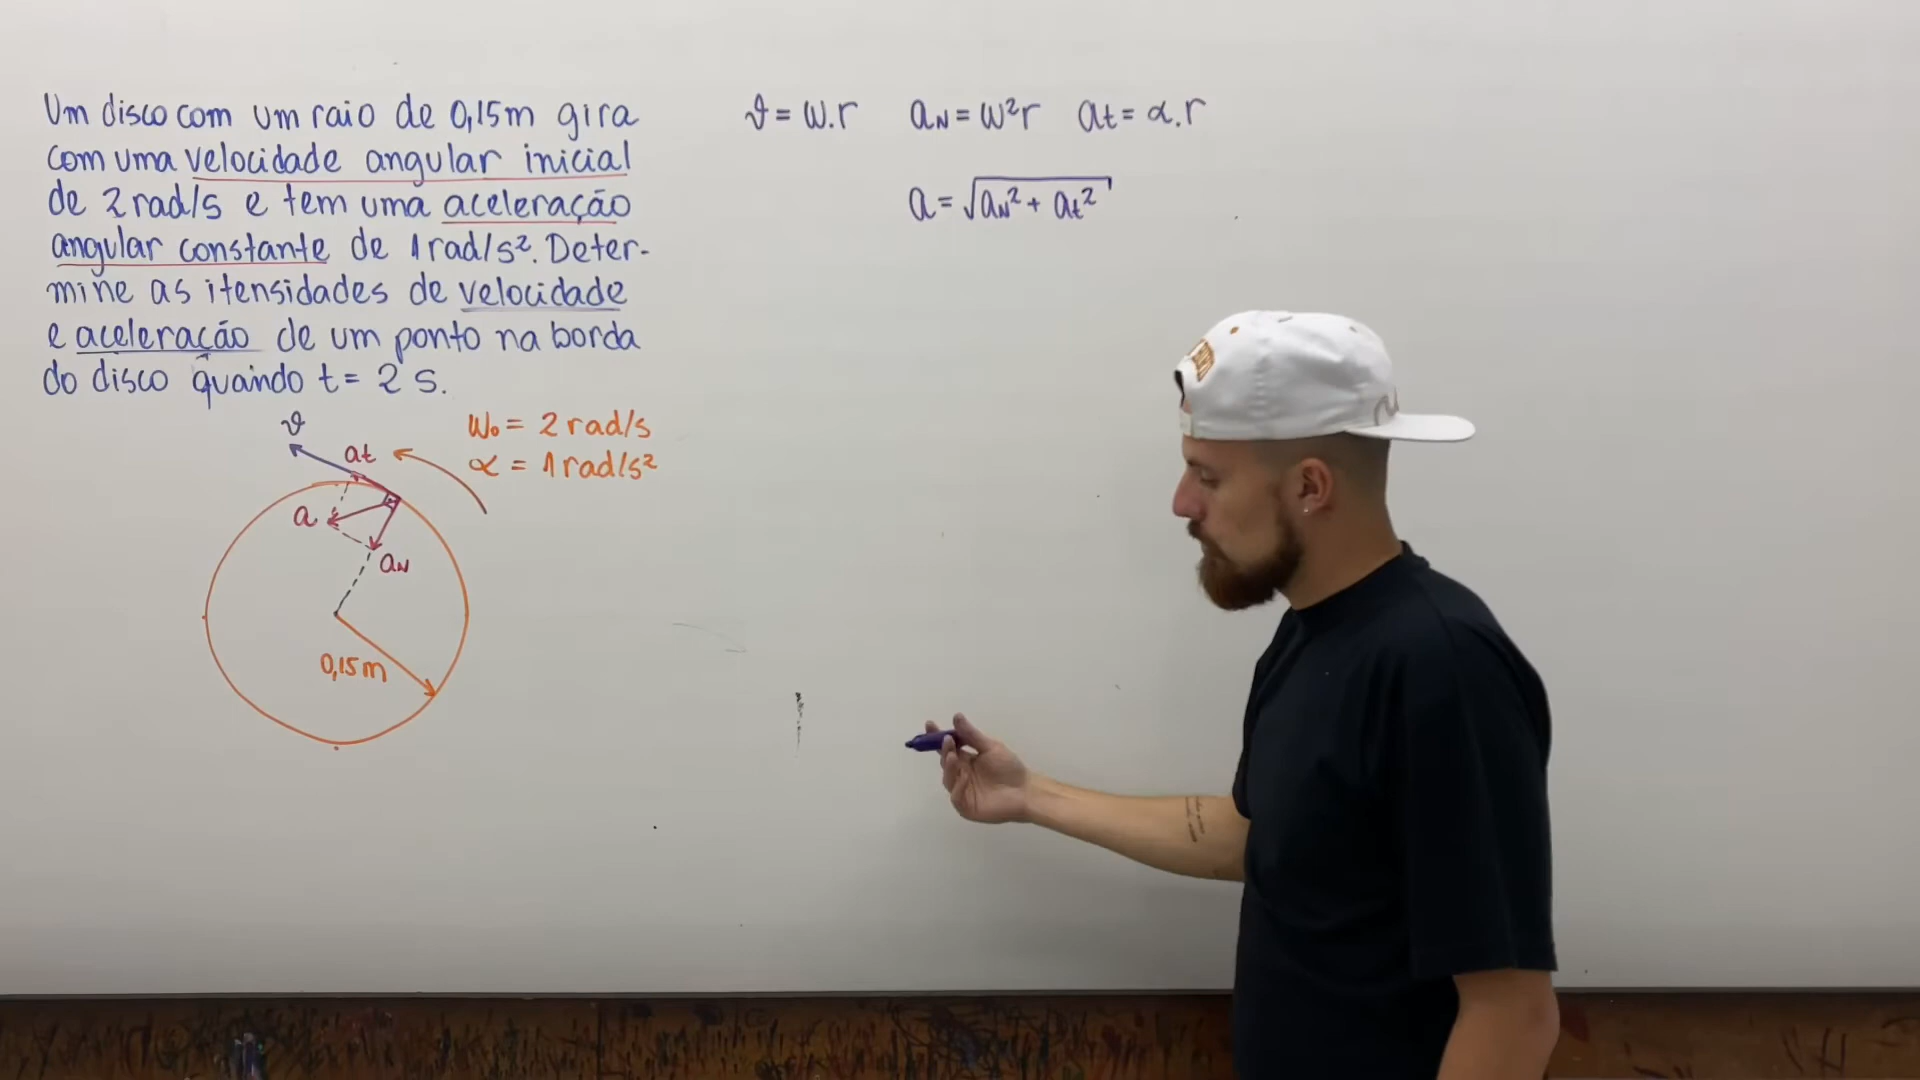 Um disco com um raio de 0,15m gira
com uma velocidade angular inicial
de 2 rad/s e tem uma aceleração
angular constante de 1 rad/s². Deter-
mine as itensidades de velocidade
e aceleração de um ponto na borda
do disco quando t = 2 s.
ϑ = ω.r aN = ω²r at = α.r
a = √aN² + at²
ω₀ = 2 rad/s
α = 1 rad/s²
ϑ
at
a
aN
0,15m